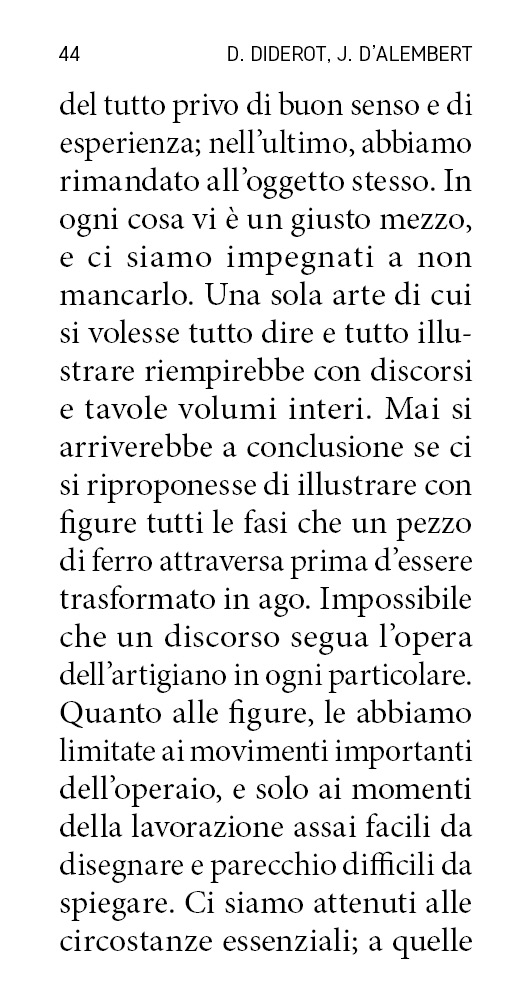 44 D. DIDEROT, J. D’ALEMBERT
del tutto privo di buon senso e di
esperienza; nell’ultimo, abbiamo
rimandato all’oggetto stesso. In
ogni cosa vi è un giusto mezzo,
e ci siamo impegnati a non
mancarlo. Una sola arte di cui
si volesse tutto dire e tutto illu-
strare riempirebbe con discorsi
e tavole volumi interi. Mai si
arriverebbe a conclusione se ci
si riproponesse di illustrare con
figure tutti le fasi che un pezzo
di ferro attraversa prima d’essere
trasformato in ago. Impossibile
che un discorso segua l’opera
dell’artigiano in ogni particolare.
Quanto alle figure, le abbiamo
limitate ai movimenti importanti
dell’operaio, e solo ai momenti
della lavorazione assai facili da
disegnare e parecchio difficili da
spiegare. Ci siamo attenuti alle
circostanze essenziali; a quelle